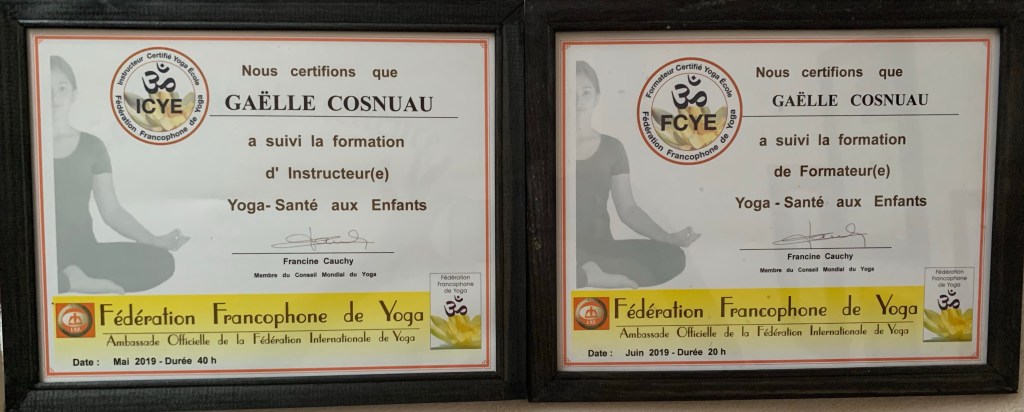 Instructeur Certifié Yoga École
ॐ
ICYE
Fédération Francophone de Yoga
Nous certifions que
GAËLLE COSNUAU
a suivi la formation
d' Instructeur(e)
Yoga-Santé aux Enfants
Francine Cauchy
Membre du Conseil Mondial du Yoga
Fédération
Francophone
de Yoga
ॐ
Fédération Francophone de Yoga
Ambassade Officielle de la Fédération Internationale de Yoga
Date : Mai 2019 - Durée 40 h
Formateur Certifié Yoga École
ॐ
FCYE
Fédération Francophone de Yoga
Nous certifions que
GAËLLE COSNUAU
a suivi la formation
de Formateur(e)
Yoga - Santé aux Enfants
Francine Cauchy
Membre du Conseil Mondial du Yoga
Fédération
Francophone
de Yoga
ॐ
Fédération Francophone de Yoga
Ambassade Officielle de la Fédération Internationale de Yoga
Date : Juin 2019 - Durée 20 h